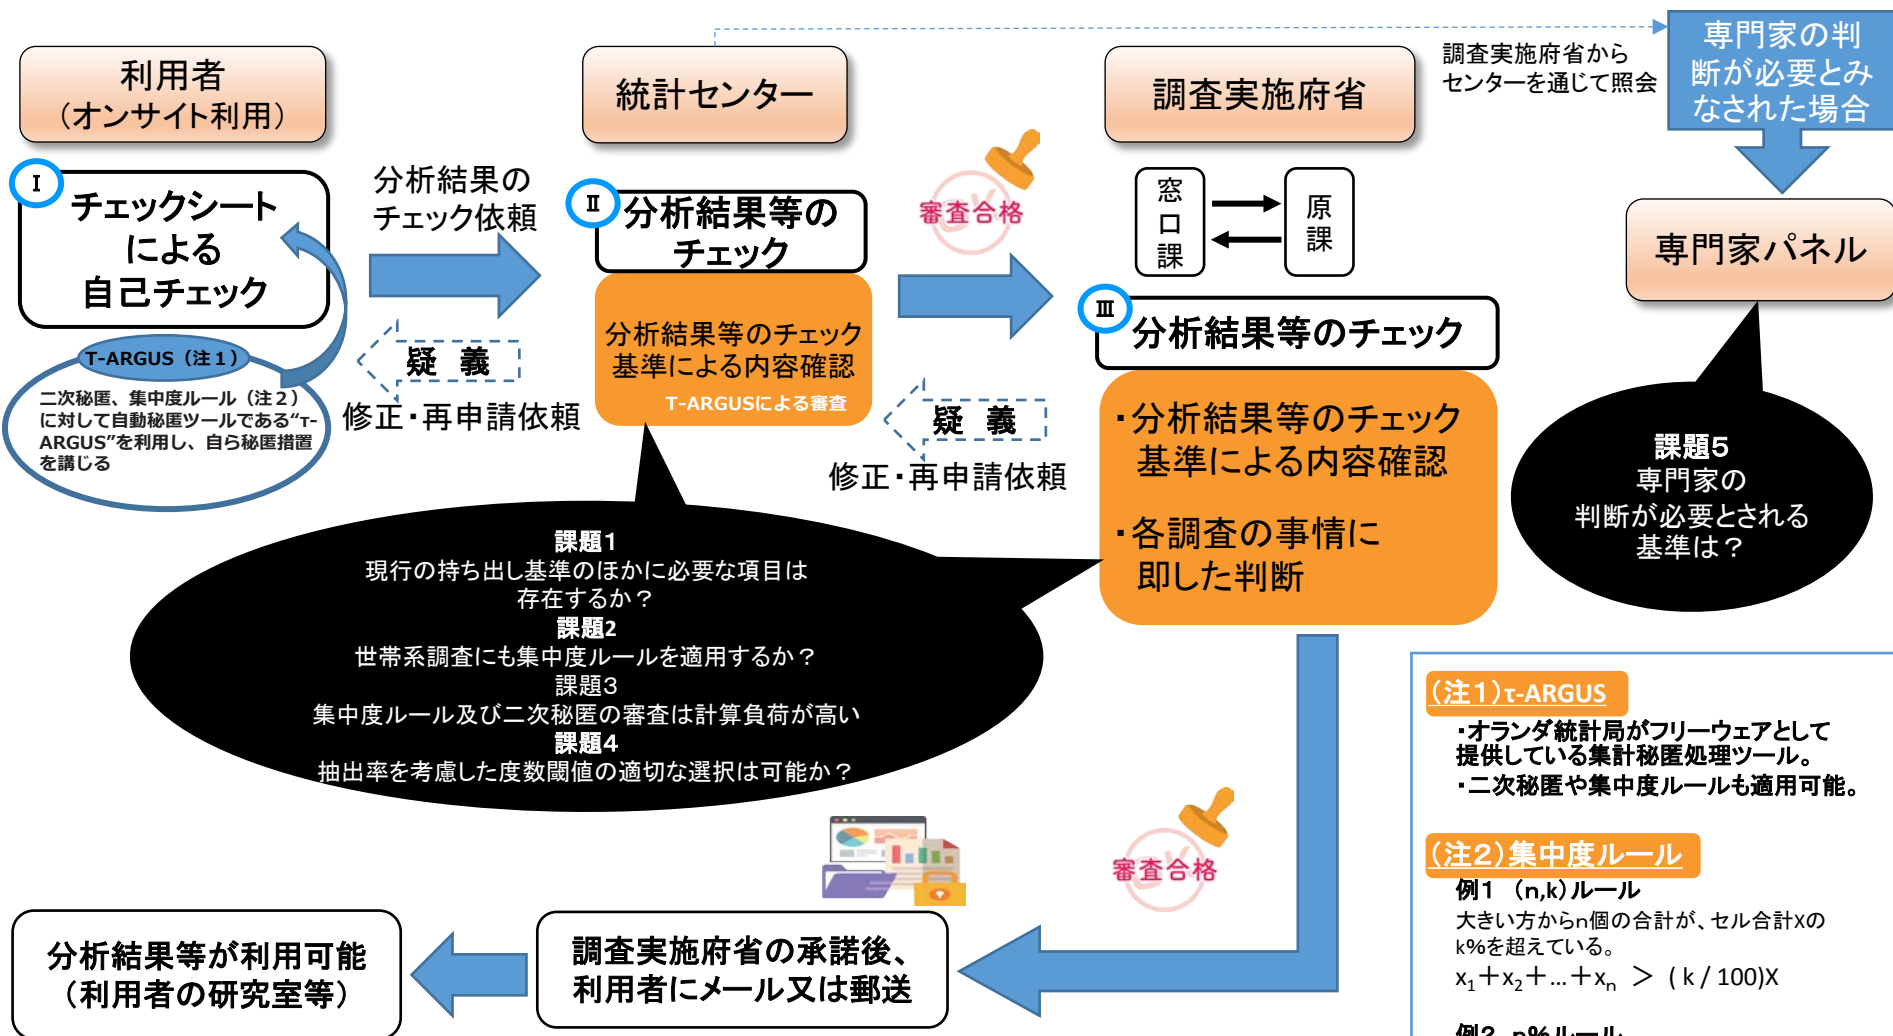 利用者
（オンサイト利用）
統計センター
調査実施府省
調査実施府省から
センターを通じて照会
専門家の判
断が必要とみ
なされた場合
専門家パネル
Ⅰ
チェックシート
による
自己チェック
T-ARGUS（注１）
二次秘匿、集中度ルール（注２）
に対して自動秘匿ツールである“τ-
ARGUS”を利用し、自ら秘匿措置
を講じる
分析結果の
チェック依頼
疑 義
修正・再申請依頼
Ⅱ
分析結果等の
チェック
分析結果等のチェック
基準による内容確認
T-ARGUSによる審査
審査合格
疑 義
修正・再申請依頼
窓口課
原課
Ⅲ
分析結果等のチェック
・分析結果等のチェック
基準による内容確認
・各調査の事情に
即した判断
課題５
専門家の
判断が必要とされる
基準は？
課題１
現行の持ち出し基準のほかに必要な項目は
存在するか？
課題2
世帯系調査にも集中度ルールを適用するか？
課題３
集中度ルール及び二次秘匿の審査は計算負荷が高い
課題４
抽出率を考慮した度数閾値の適切な選択は可能か？
審査合格
調査実施府省の承諾後、
利用者にメール又は郵送
分析結果等が利用可能
（利用者の研究室等）
（注１）τ-ARGUS
・オランダ統計局がフリーウェアとして
提供している集計秘匿処理ツール。
・二次秘匿や集中度ルールも適用可能。
（注２）集中度ルール
例１ （n,k）ルール
大きい方からｎ個の合計が、セル合計Xの
k%を超えている。
x₁＋x₂＋…＋xₙ ＞ （ k / 100)X